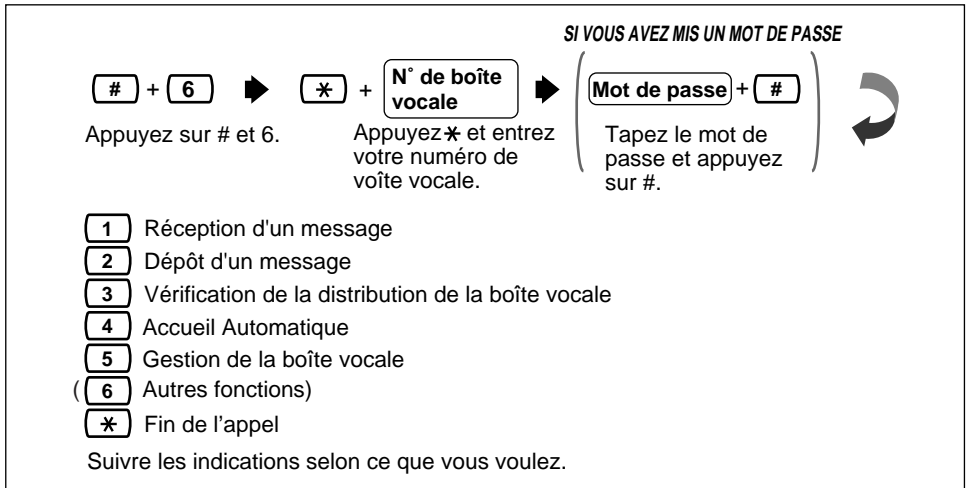 SI VOUS AVEZ MIS UN MOT DE PASSE
# + 6 ✱ + N° de boîte vocale Mot de passe + #
Appuyez sur # et 6.
Appuyez ✱ et entrez
votre numéro de
voîte vocale.
Tapez le mot de
passe et appuyez
sur #.
1 Réception d'un message
2 Dépôt d'un message
3 Vérification de la distribution de la boîte vocale
4 Accueil Automatique
5 Gestion de la boîte vocale
( 6 Autres fonctions)
✱ Fin de l'appel
Suivre les indications selon ce que vous voulez.